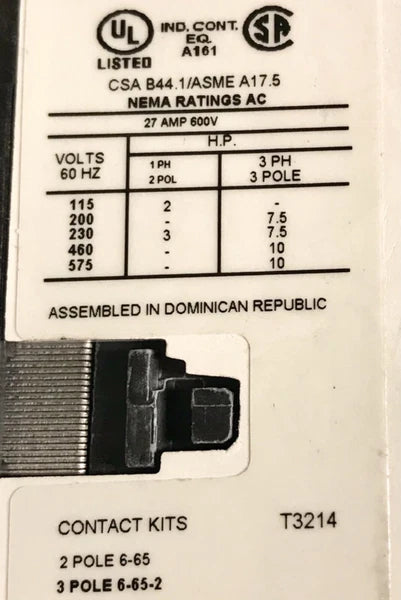 UL IND. CONT. SA
EQ.
LISTED A161
CSA B44.1/ASME A17.5
NEMA RATINGS AC
27 AMP 600V
H.P.
VOLTS 1 PH 3 PH
60 HZ 2 POL 3 POLE
115 2 -
200 - 7.5
230 3 7.5
460 - 10
575 - 10
ASSEMBLED IN DOMINICAN REPUBLIC
CONTACT KITS T3214
2 POLE 6-65
3 POLE 6-65-2